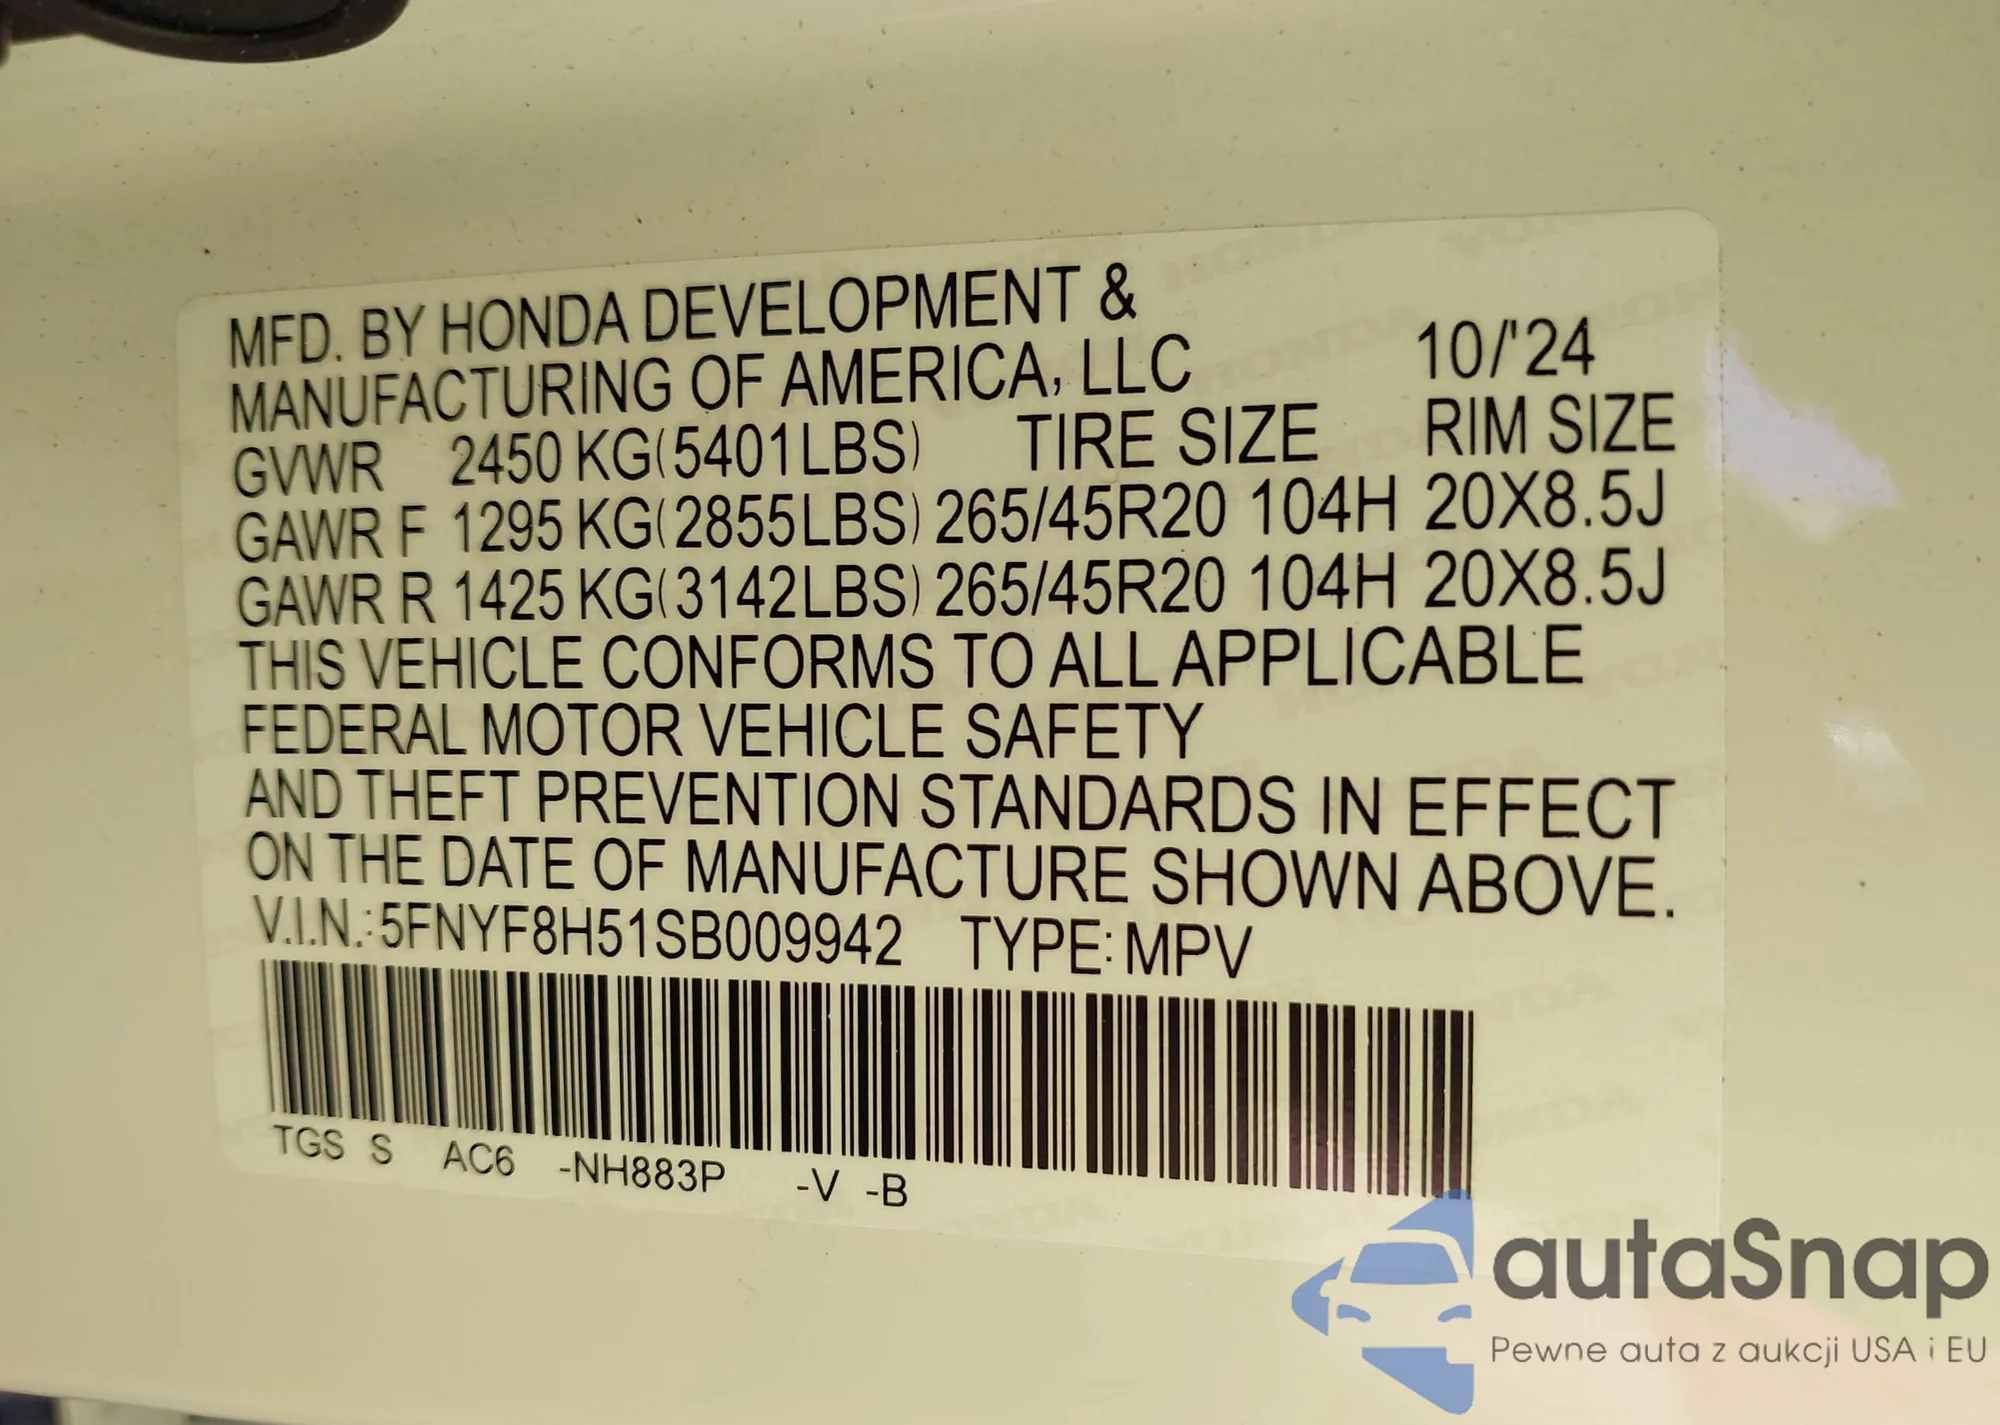 MFD. BY HONDA DEVELOPMENT &
MANUFACTURING OF AMERICA, LLC 10/'24
GVWR 2450 KG(5401LBS) TIRE SIZE RIM SIZE
GAWR F 1295 KG(2855LBS) 265/45R20 104H 20X8.5J
GAWR R 1425 KG(3142LBS) 265/45R20 104H 20X8.5J
THIS VEHICLE CONFORMS TO ALL APPLICABLE
FEDERAL MOTOR VEHICLE SAFETY
AND THEFT PREVENTION STANDARDS IN EFFECT
ON THE DATE OF MANUFACTURE SHOWN ABOVE.
V.I.N.:5FNYF8H51SB009942 TYPE:MPV
TGS S AC6 -NH883P -V -B
autaSnap
Pewne auta z aukcji USA i EU